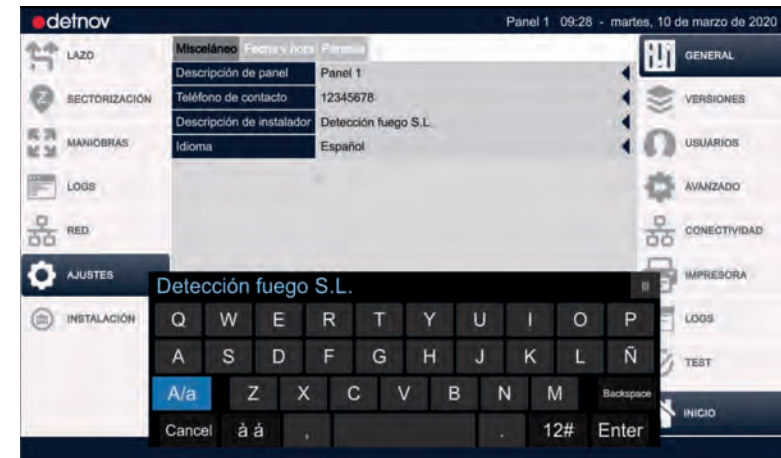 detnov
Panel 1 09:28 - martes, 10 de marzo de 2020
LAZO
SECTORIZACIÓN
MANIOBRAS
LOGS
RED
AJUSTES
INSTALACIÓN
Misceláneo Fecha y hora
Descripción de panel Panel 1
Teléfono de contacto 12345678
Descripción de instalador Detección fuego S.L.
Idioma Español
GENERAL
VERSIONES
USUARIOS
AVANZADO
CONECTIVIDAD
IMPRESORA
LOGS
TEST
INICIO
Detección fuego S.L.
Q W E R T Y U I O P
A S D F G H J K L Ñ
A/a Z X C V B N M Backspace
Cancel à á , . 12# Enter